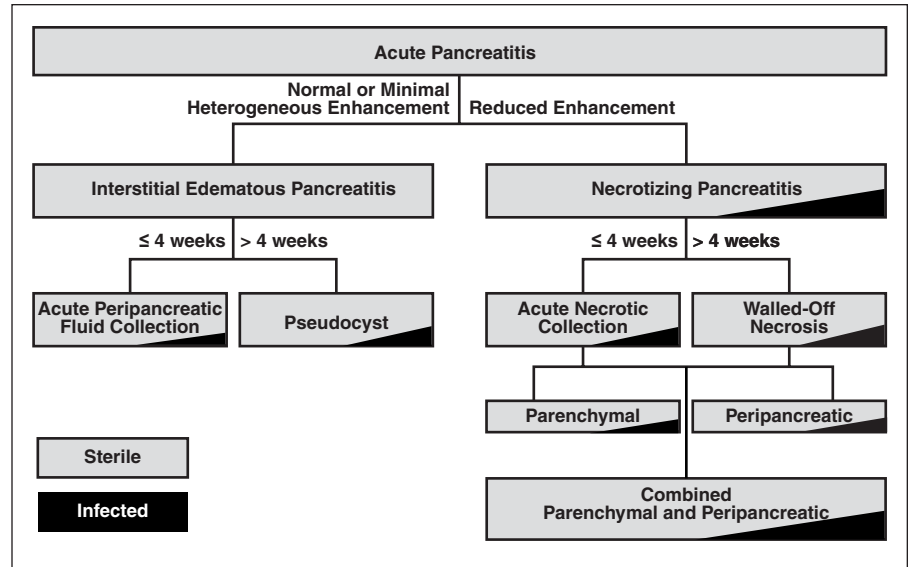 Acute Pancreatitis
Normal or Minimal
Heterogeneous Enhancement
Reduced Enhancement
Interstitial Edematous Pancreatitis
Necrotizing Pancreatitis
≤ 4 weeks
> 4 weeks
≤ 4 weeks
> 4 weeks
Acute Peripancreatic
Fluid Collection
Pseudocyst
Acute Necrotic
Collection
Walled-Off
Necrosis
Parenchymal
Peripancreatic
Sterile
Infected
Combined
Parenchymal and Peripancreatic